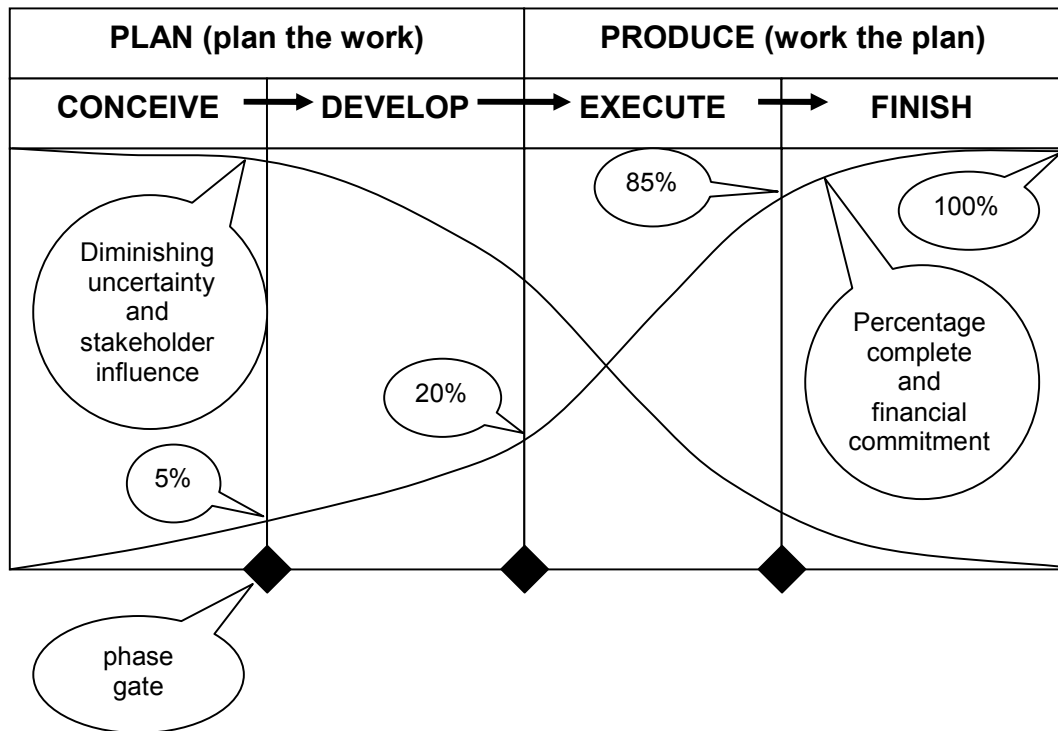 PLAN (plan the work)
PRODUCE (work the plan)
CONCEIVE
DEVELOP
EXECUTE
FINISH
85%
100%
Diminishing
uncertainty
and
stakeholder
influence
Percentage
complete
and
financial
commitment
20%
5%
phase
gate